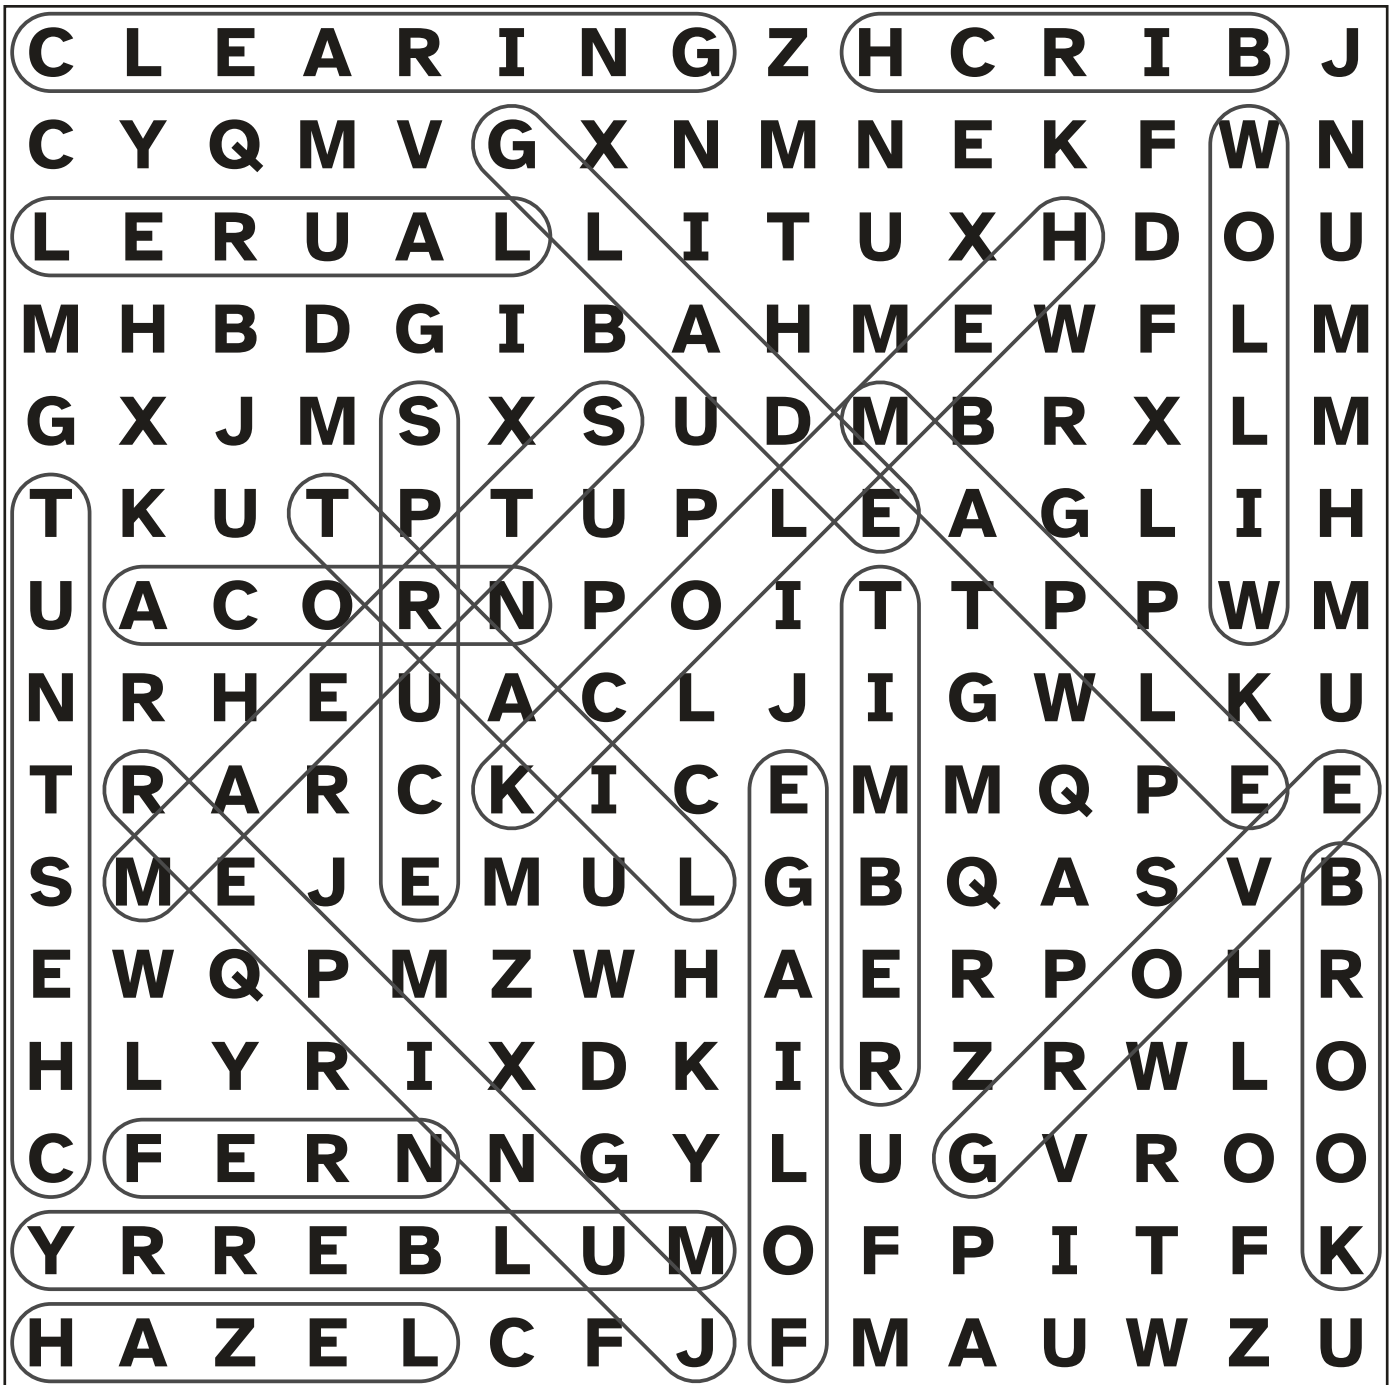 C L E A R I N G Z H C R I B J
C Y Q M V G X N M N E K F W N
L E R U A L L I T U X H D O U
M H B D G I B A H M E W F L M
G X J M S X S U D M B R X L M
T K U T P T U P L E A G L I H
U A C O R N P O I T T P P W M
N R H E U A C L J I G W L K U
T R A R C K I C E M M Q P E E
S M E J E M U L G B Q A S V B
E W Q P M Z W H A E R P O H R
H L Y R I X D K I R Z R W L O
C F E R N N G Y L U G V R O O
Y R R E B L U M O F P I T F K
H A Z E L C F J F M A U W Z U